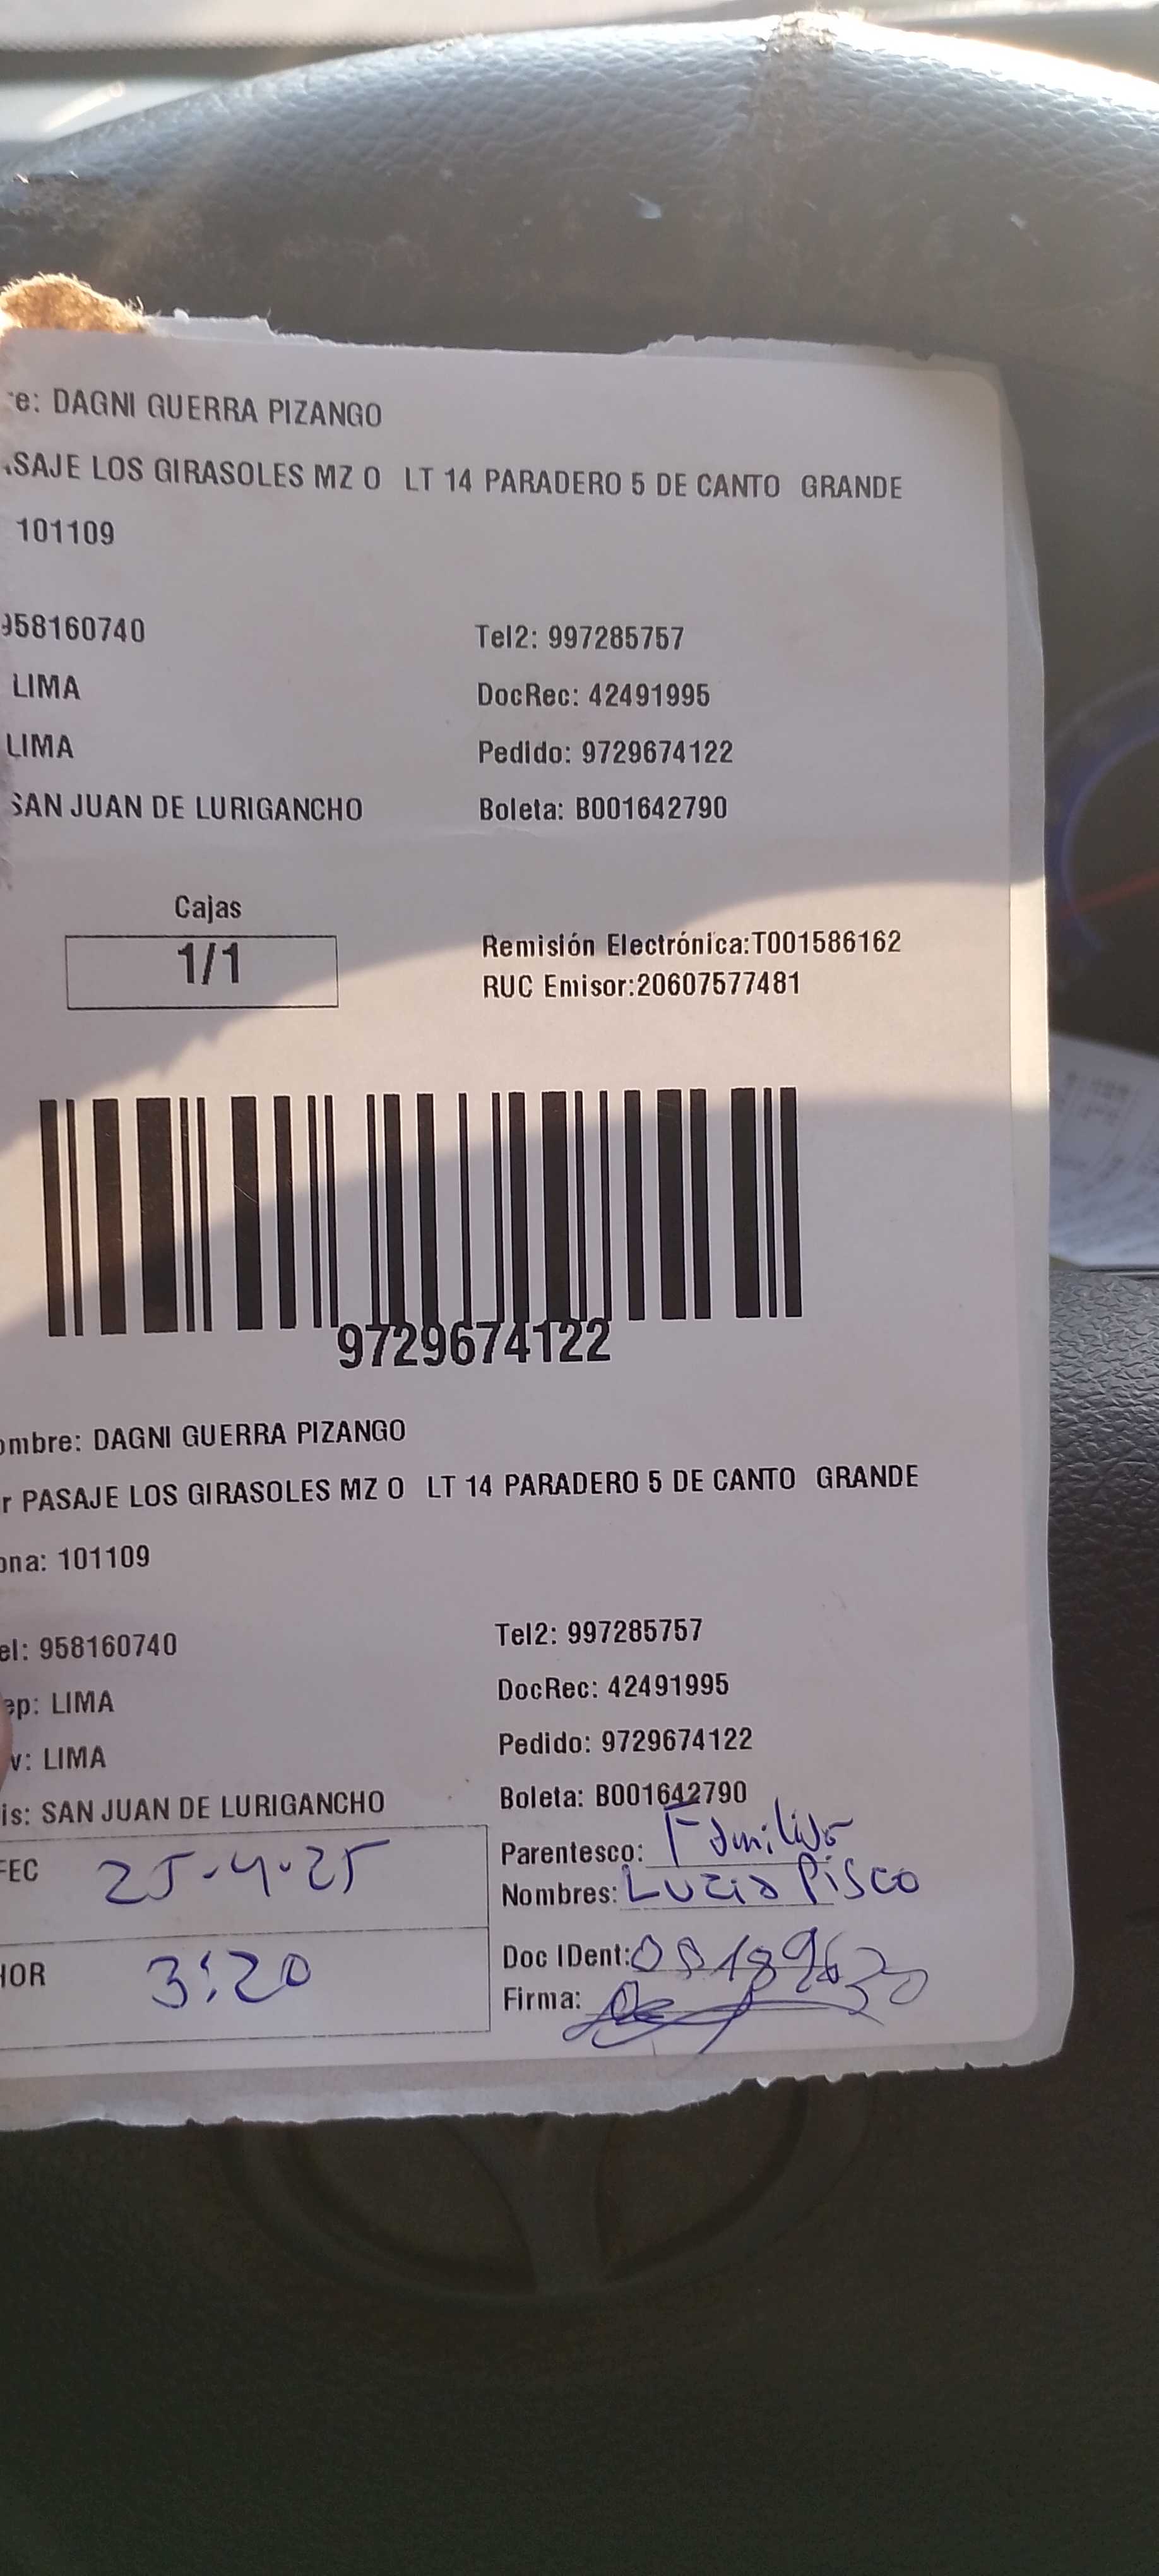 e: DAGNI GUERRA PIZANGO
ASAJE LOS GIRASOLES MZ O LT 14 PARADERO 5 DE CANTO GRANDE
101109
958160740 Tel2: 997285757
LIMA DocRec: 42491995
LIMA Pedido: 9729674122
SAN JUAN DE LURIGANCHO Boleta: B001642790
Cajas
1/1
Remisión Electrónica:T001586162
RUC Emisor:20607577481
9729674122
ombre: DAGNI GUERRA PIZANGO
r PASAJE LOS GIRASOLES MZ O LT 14 PARADERO 5 DE CANTO GRANDE
ona: 101109
el: 958160740 Tel2: 997285757
ep: LIMA DocRec: 42491995
v: LIMA Pedido: 9729674122
is: SAN JUAN DE LURIGANCHO Boleta: B001642790
FEC 25-4-25
Parentesco: Familiar
Nombres: Luzia Pisco
HOR 3:20
Doc IDent:
Firma: